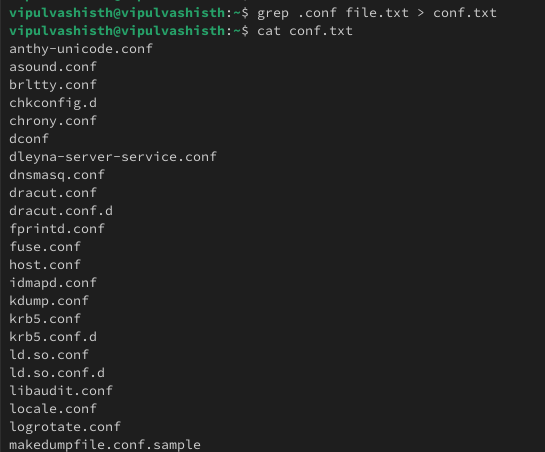 vipulvashisth@vipulvashisth:~$ grep .conf file.txt > conf.txt
vipulvashisth@vipulvashisth:~$ cat conf.txt
anthy-unicode.conf
asound.conf
brltty.conf
chkconfig.d
chrony.conf
dconf
dleyna-server-service.conf
dnsmasq.conf
dracut.conf
dracut.conf.d
fprintd.conf
fuse.conf
host.conf
idmapd.conf
kdump.conf
krb5.conf
krb5.conf.d
ld.so.conf
ld.so.conf.d
libaudit.conf
locale.conf
logrotate.conf
makedumpfile.conf.sample